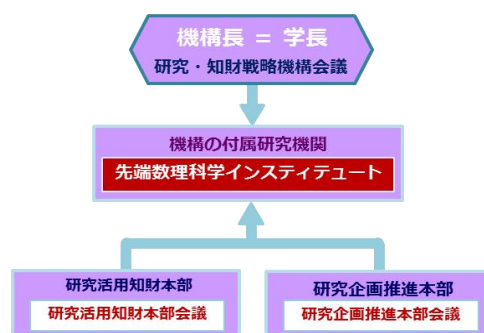 機構長 = 学長
研究・知財戦略機構会議
機構の付属研究機関
先端数理科学インスティテュート
研究活用知財本部
研究活用知財本部会議
研究企画推進本部
研究企画推進本部会議